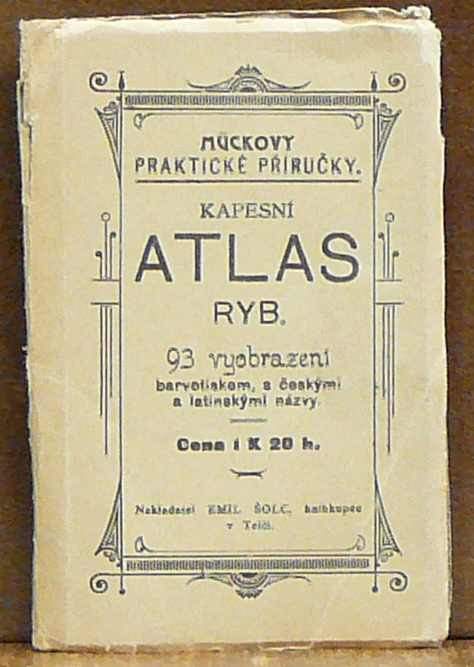 MÜCKOVY
PRAKTICKÉ PŘÍRUČKY.
KAPESNÍ
ATLAS
RYB.
93 vyobrazení
barvotiskem, s českými
a latinskými názvy.
Cena 1 K 20 h.
Nakladatel EMIL ŠOLC, knihkupec
v Telči.